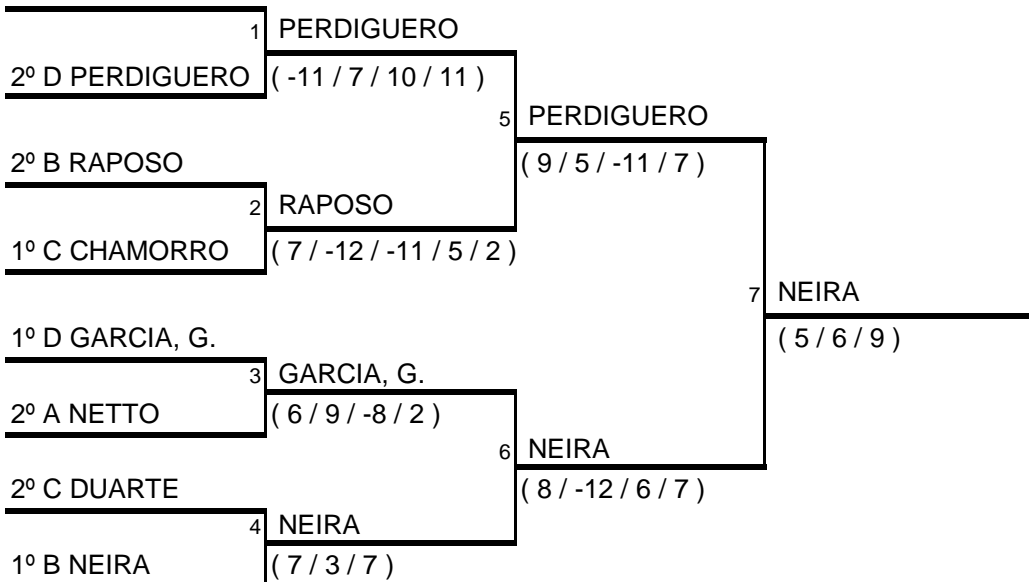 1 PERDIGUERO
2º D PERDIGUERO ( -11 / 7 / 10 / 11 )
5 PERDIGUERO
2º B RAPOSO ( 9 / 5 / -11 / 7 )
2 RAPOSO
1º C CHAMORRO ( 7 / -12 / -11 / 5 / 2 )
7 NEIRA
1º D GARCIA, G. ( 5 / 6 / 9 )
3 GARCIA, G.
2º A NETTO ( 6 / 9 / -8 / 2 )
6 NEIRA
2º C DUARTE ( 8 / -12 / 6 / 7 )
4 NEIRA
1º B NEIRA ( 7 / 3 / 7 )